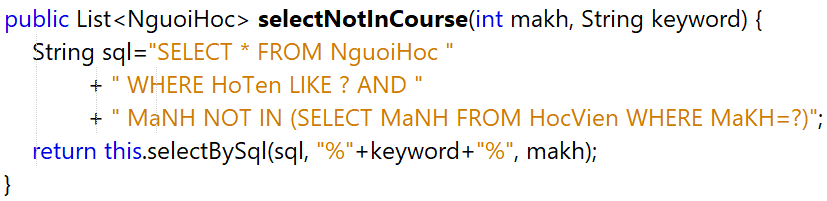 public List<NguoiHoc> selectNotInCourse(int makh, String keyword) {
String sql="SELECT * FROM NguoiHoc "
+ " WHERE HoTen LIKE ? AND "
+ " MaNH NOT IN (SELECT MaNH FROM HocVien WHERE MaKH=?)";
return this.selectBySql(sql, "%"+keyword+"%", makh);
}